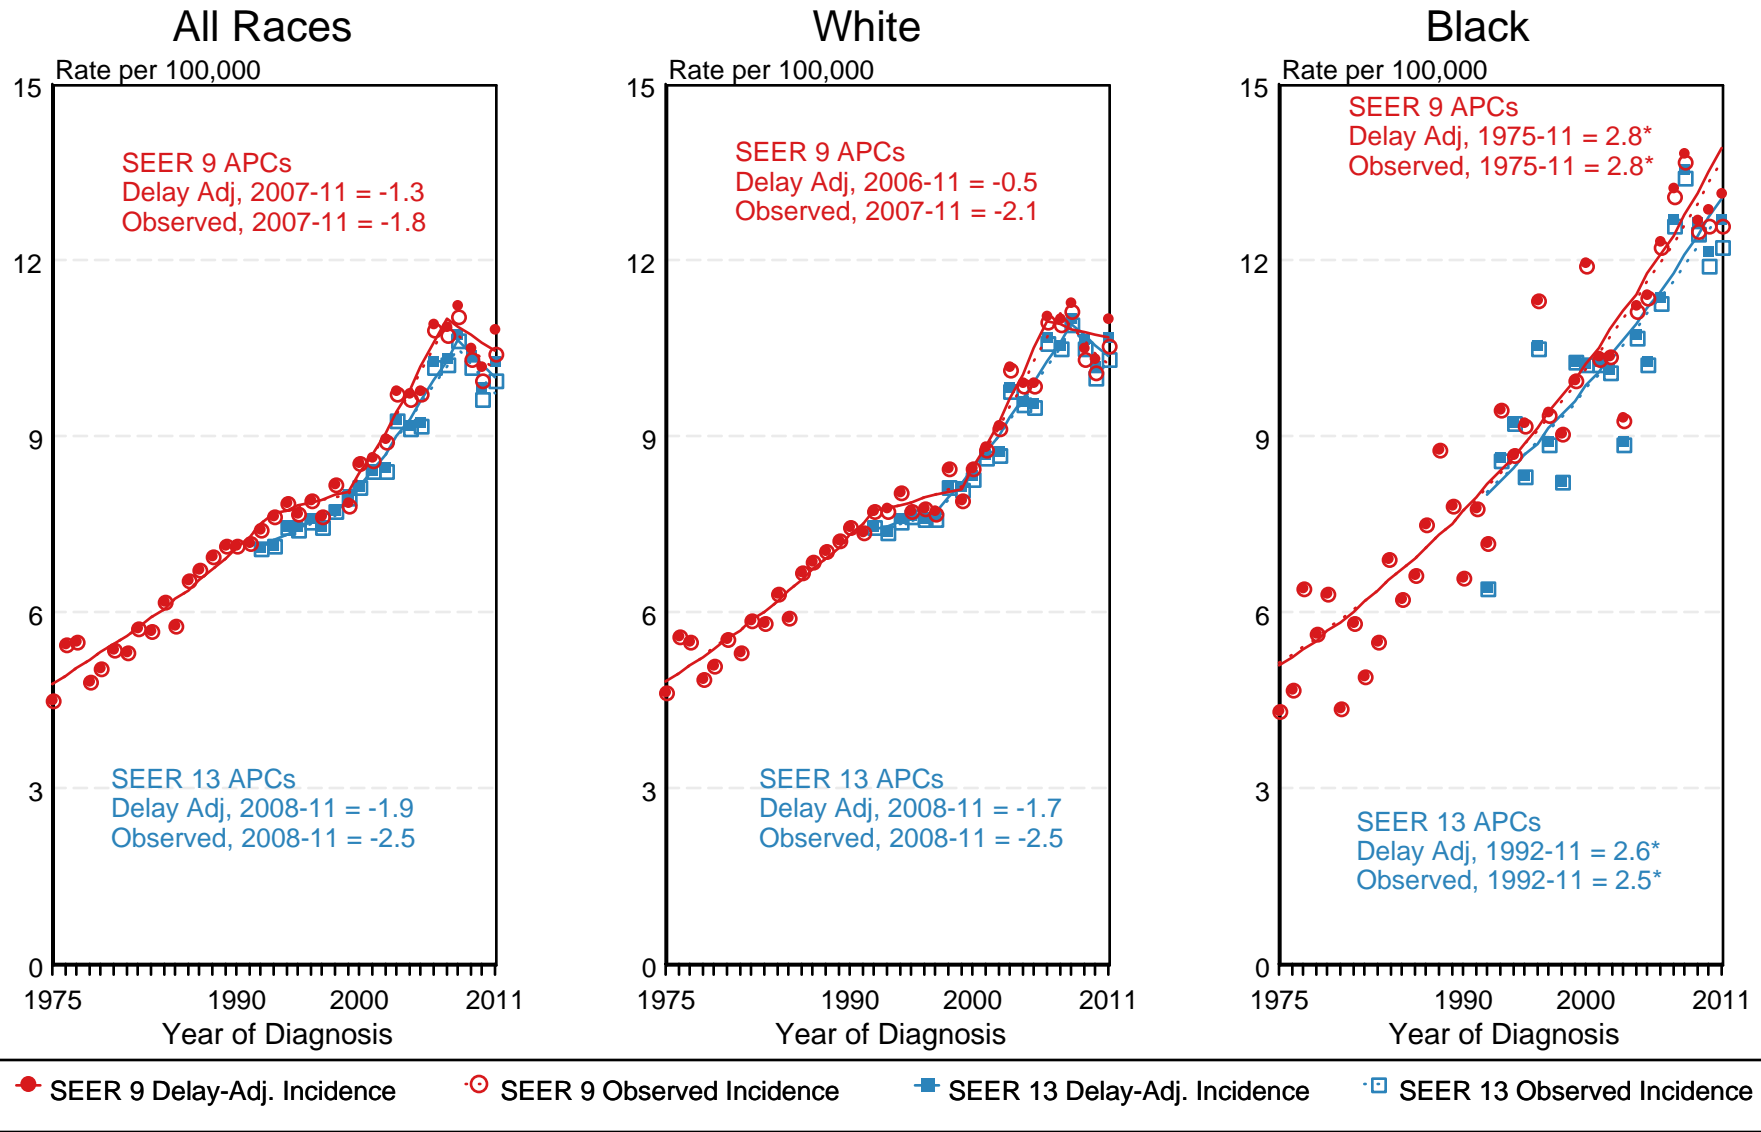 All Races
Rate per 100,000
15
12
9
6
3
0
SEER 9 APCs
Delay Adj, 2007-11 = -1.3
Observed, 2007-11 = -1.8
SEER 13 APCs
Delay Adj, 2008-11 = -1.9
Observed, 2008-11 = -2.5
1975 1990 2000 2011
Year of Diagnosis
White
Rate per 100,000
15
12
9
6
3
0
SEER 9 APCs
Delay Adj, 2006-11 = -0.5
Observed, 2007-11 = -2.1
SEER 13 APCs
Delay Adj, 2008-11 = -1.7
Observed, 2008-11 = -2.5
1975 1990 2000 2011
Year of Diagnosis
Black
Rate per 100,000
15
12
9
6
3
0
SEER 9 APCs
Delay Adj, 1975-11 = 2.8*
Observed, 1975-11 = 2.8*
SEER 13 APCs
Delay Adj, 1992-11 = 2.6*
Observed, 1992-11 = 2.5*
1975 1990 2000 2011
Year of Diagnosis
SEER 9 Delay-Adj. Incidence SEER 9 Observed Incidence SEER 13 Delay-Adj. Incidence SEER 13 Observed Incidence